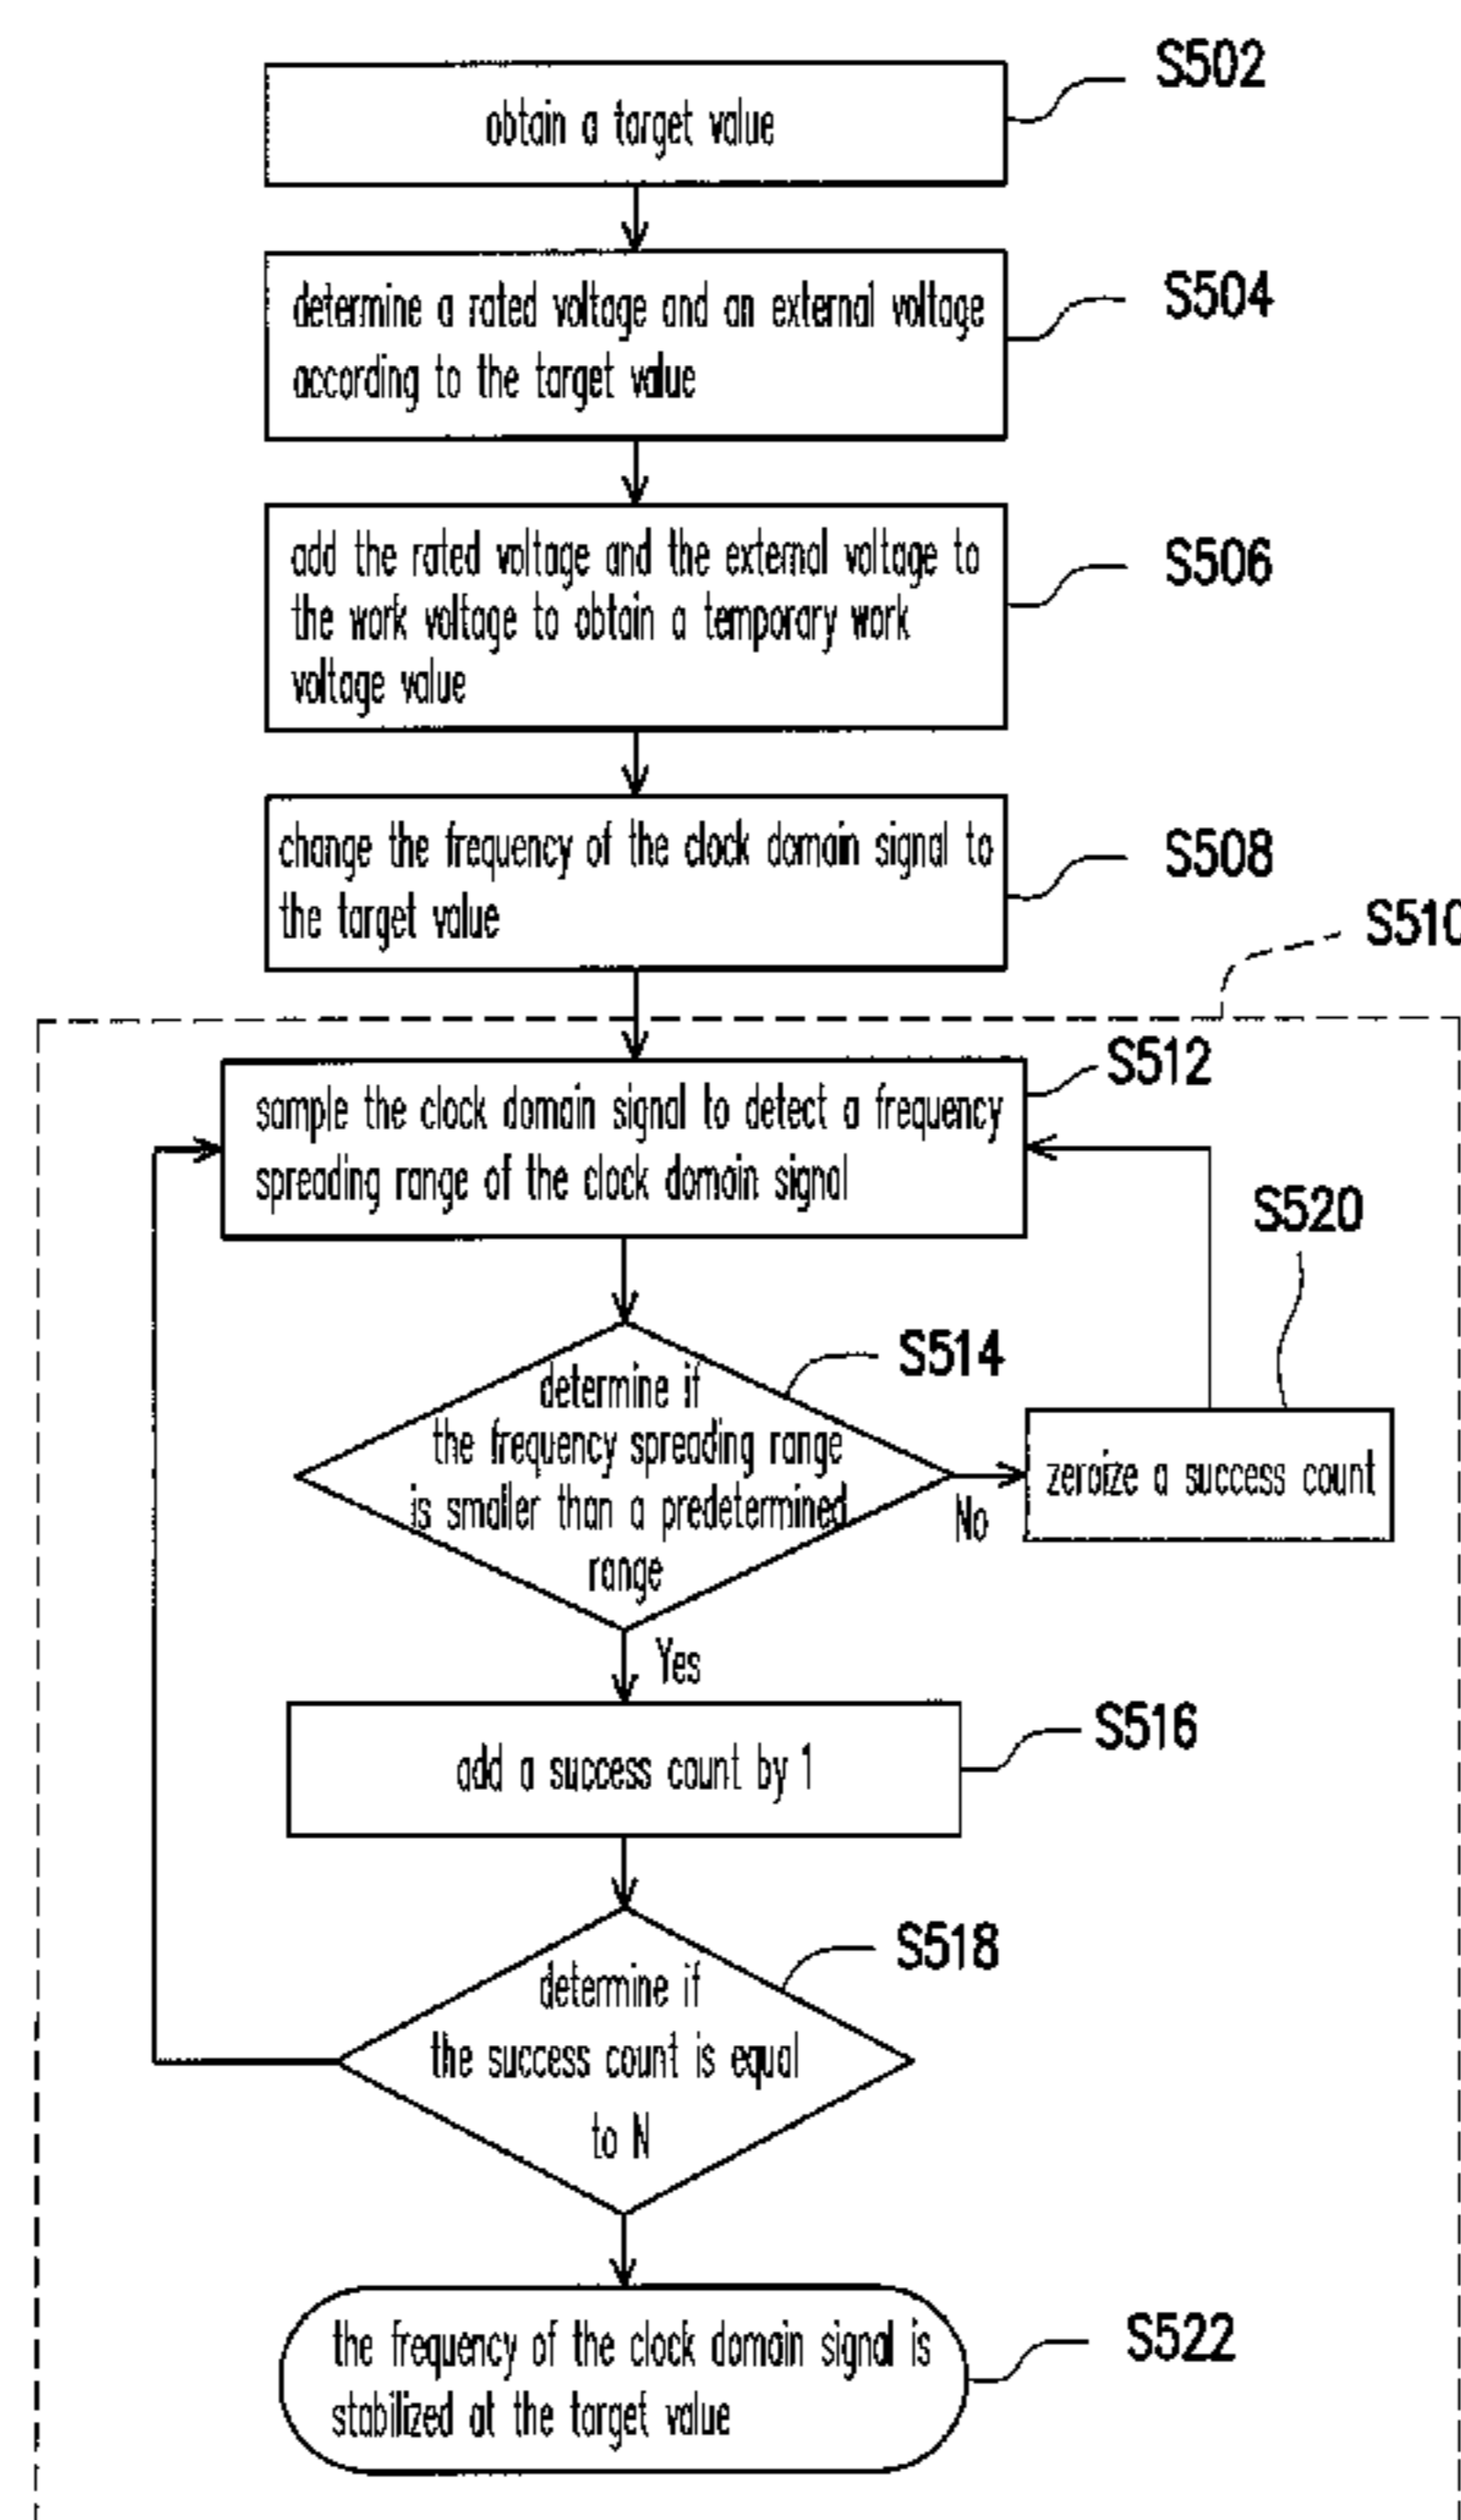 S502
obtain a target value
S504
determine a rated voltage and an external voltage
according to the target value
S506
add the rated voltage and the external voltage to
the work voltage to obtain a temporary work
voltage value
S508
change the frequency of the clock domain signal to
the target value
S510
S512
sample the clock domain signal to detect a frequency
spreading range of the clock domain signal
S520
S514
determine if
the frequency spreading range
is smaller than a predetermined
range
No
zeroize a success count
Yes
S516
add a success count by 1
S518
determine if
the success count is equal
to N
S522
the frequency of the clock domain signal is
stabilized at the target value